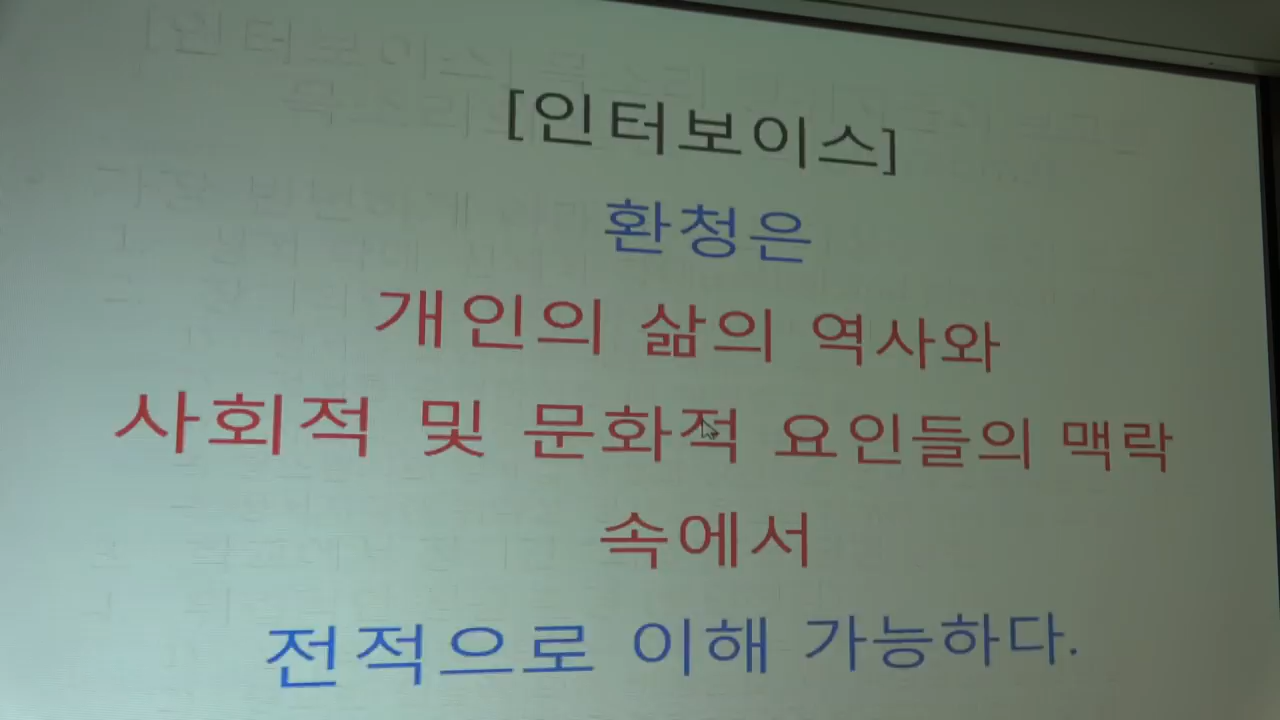 [인터보이스]
환청은
개인의 삶의 역사와
사회적 및 문화적 요인들의 맥락
속에서
전적으로 이해 가능하다.